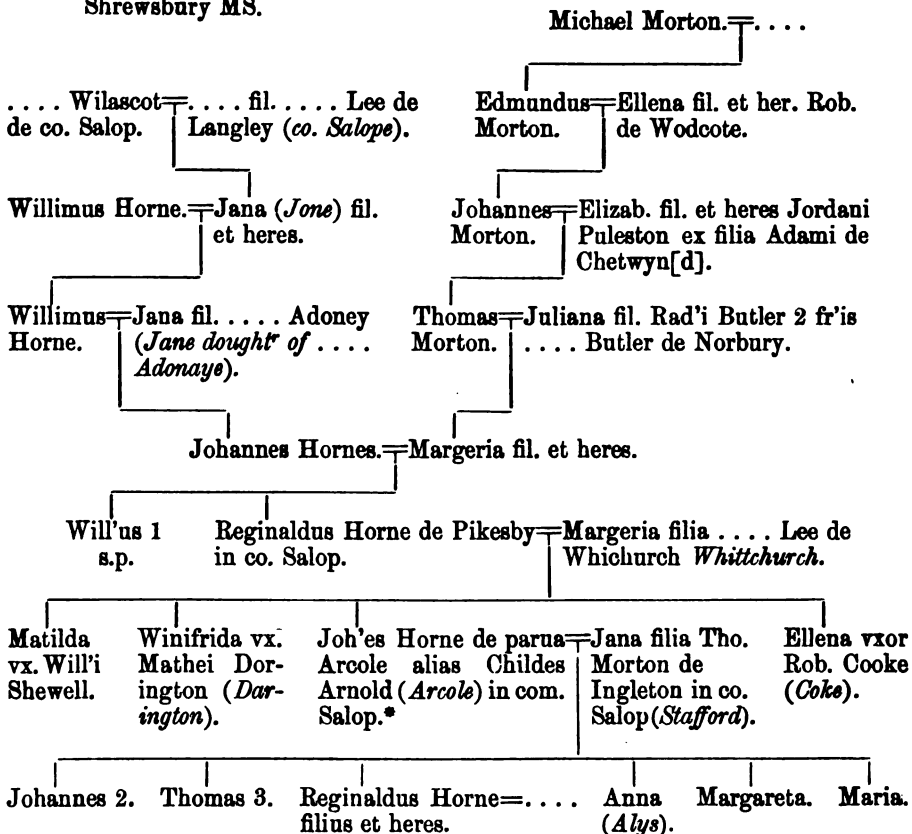 Shrewsbury MS.
Michael Morton.=. . . .
. . . . Wilascot=. . . . fil. . . . . Lee de
de co. Salop. Langley (co. Salope).
Edmundus=Ellena fil. et her. Rob.
Morton. de Wodcote.
Willimus Horne.=Jana (Jone) fil.
et heres.
Johannes=Elizab. fil. et heres Jordani
Morton. Puleston ex filia Adami de
Chetwyn[d].
Willimus=Jana fil. . . . . Adoney
Horne. (Jane doughtr of . . . .
Adonaye).
Thomas=Juliana fil. Rad'i Butler 2 fr'is
Morton. . . . . Butler de Norbury.
Johannes Hornes.=Margeria fil. et heres.
Will'us 1
s.p.
Reginaldus Horne de Pikesby=Margeria filia . . . . Lee de
in co. Salop. Whichurch Whittchurch.
Matilda
vx. Will'i
Shewell.
Winifrida vx.
Mathei Dor-
ington (Dar-
ington).
Joh'es Horne de parua=Jana filia Tho.
Arcole alias Childes Morton de
Arnold (Arcole) in com. Ingleton in co.
Salop.* Salop (Stafford).
Ellena vxor
Rob. Cooke
(Coke).
Johannes 2. Thomas 3. Reginaldus Horne=. . . . Anna Margareta. Maria.
filius et heres. (Alys).